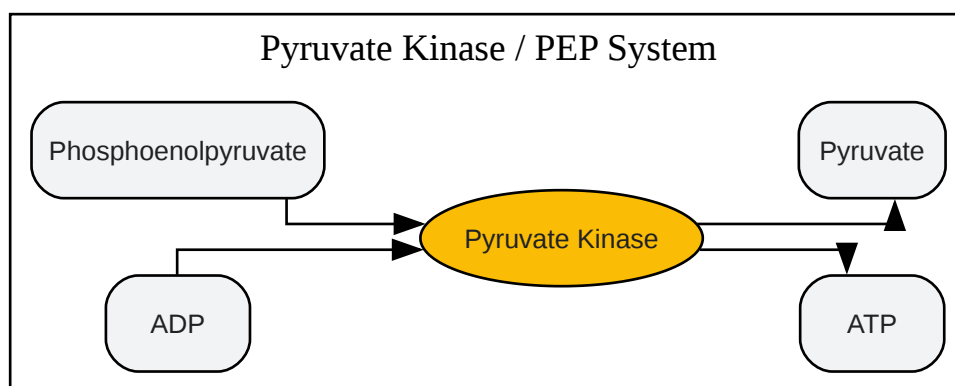 Pyruvate Kinase / PEP System
Phosphoenolpyruvate
Pyruvate
Pyruvate Kinase
ADP
ATP